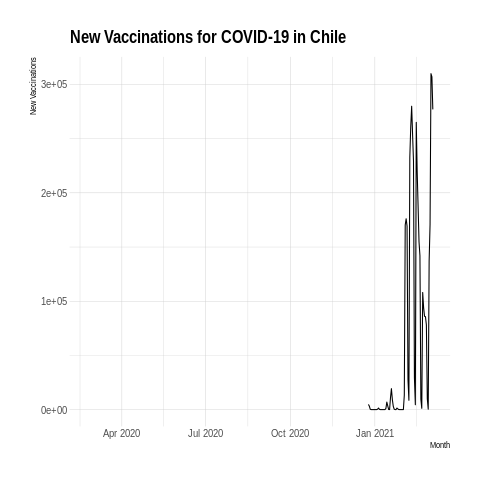 New Vaccinations for COVID-19 in Chile
New Vaccinations
3e+05
2e+05
1e+05
0e+00
Apr 2020
Jul 2020
Oct 2020
Jan 2021
Month